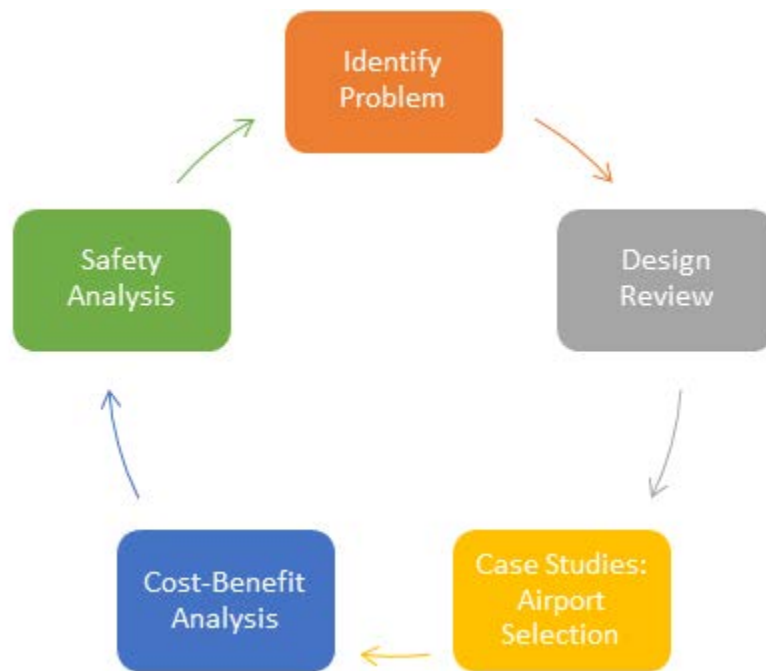 Identify
Problem
Design
Review
Case Studies:
Airport
Selection
Cost-Benefit
Analysis
Safety
Analysis